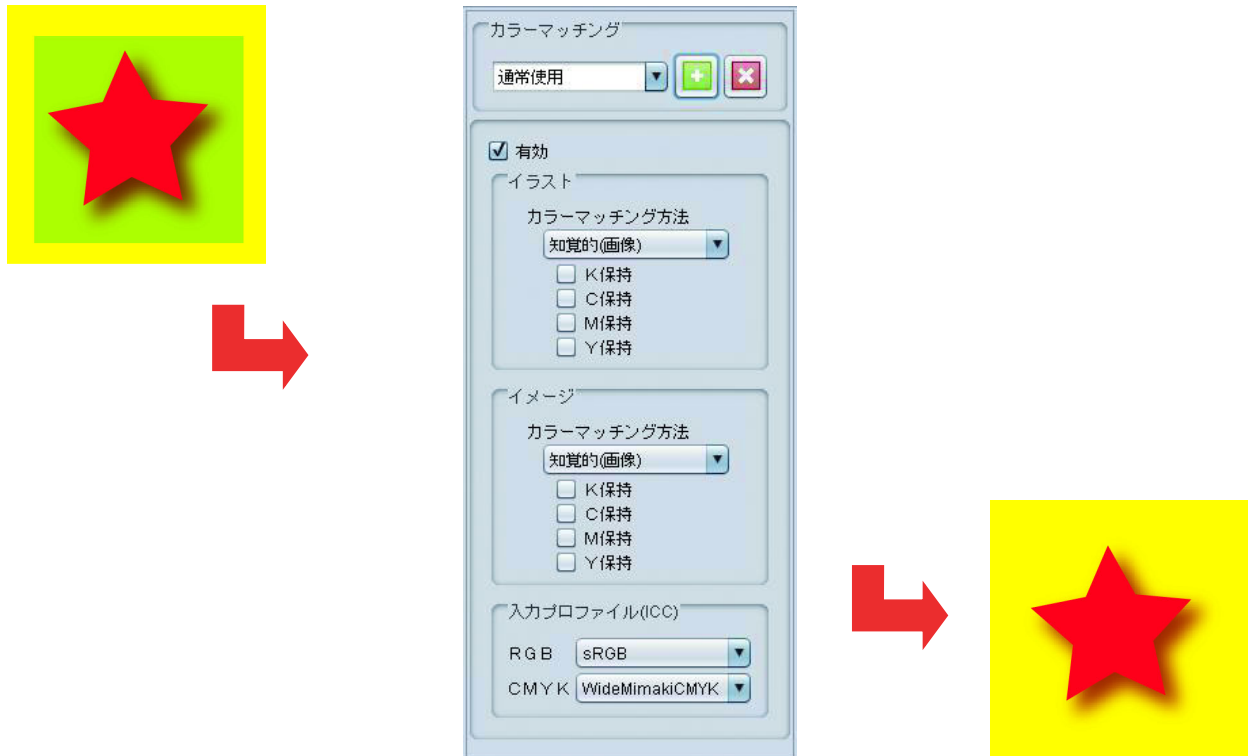 カラーマッチング
通常使用
有効
イラスト
カラーマッチング方法
知覚的(画像)
K保持
C保持
M保持
Y保持
イメージ
カラーマッチング方法
知覚的(画像)
K保持
C保持
M保持
Y保持
入力プロファイル(ICC)
RGB sRGB
CMYK WideMimakiCMYK